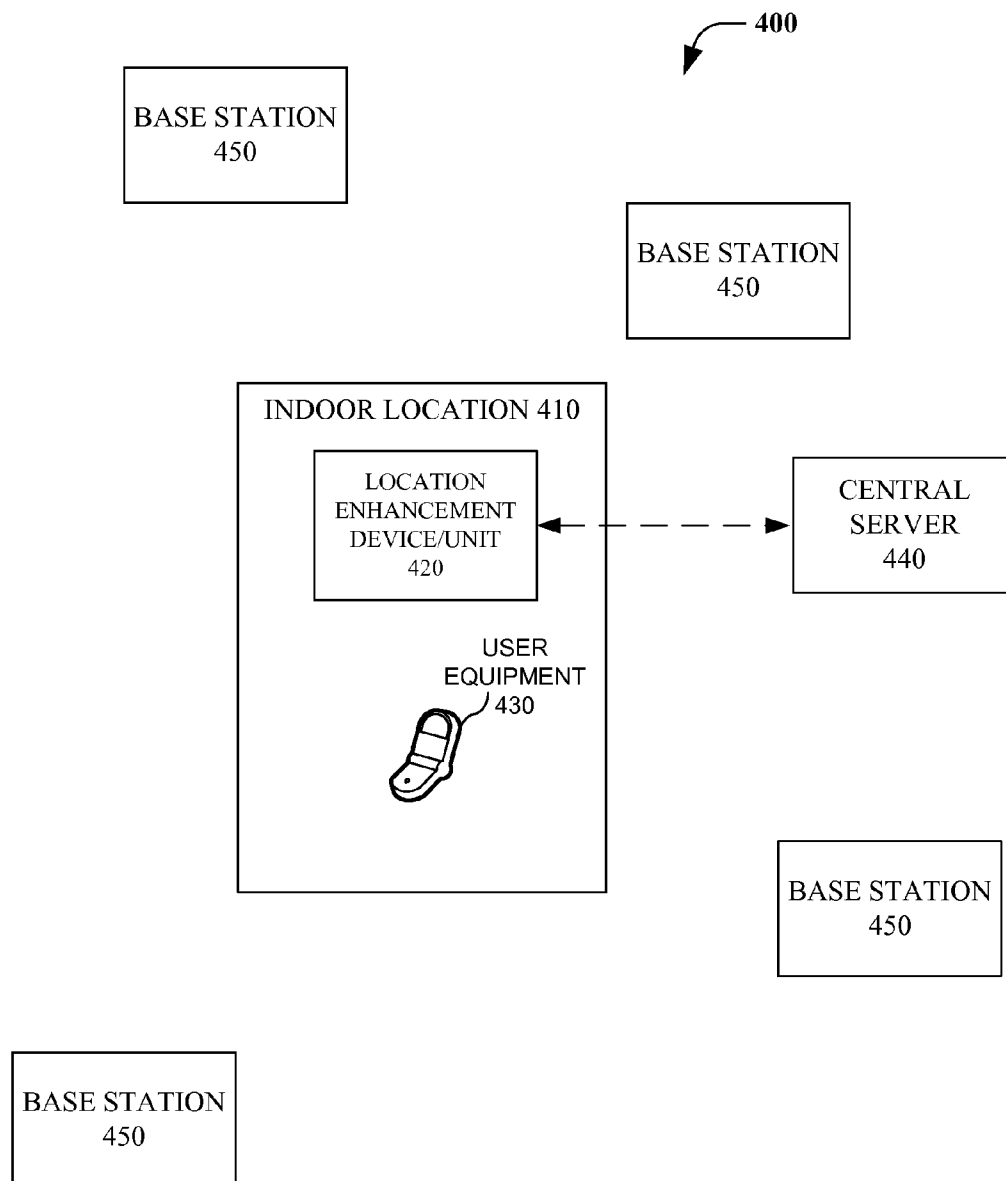 400
BASE STATION
450
BASE STATION
450
INDOOR LOCATION 410
LOCATION
ENHANCEMENT
DEVICE/UNIT
420
CENTRAL
SERVER
440
USER
EQUIPMENT
430
BASE STATION
450
BASE STATION
450